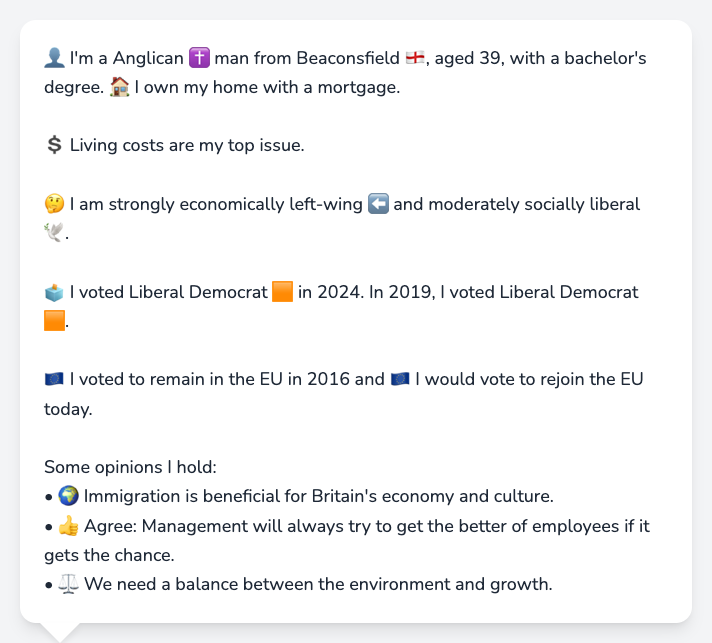 👤 I'm a Anglican ✝️ man from Beaconsfield 🏴󠁧󠁢󠁥󠁮󠁧󠁿, aged 39, with a bachelor's
degree. 🏠 I own my home with a mortgage.
💲 Living costs are my top issue.
🤔 I am strongly economically left-wing ⬅️ and moderately socially liberal
🕊️.
🗳️ I voted Liberal Democrat 🟧 in 2024. In 2019, I voted Liberal Democrat
🟧.
🇪🇺 I voted to remain in the EU in 2016 and 🇪🇺 I would vote to rejoin the EU
today.
Some opinions I hold:
• 🌍 Immigration is beneficial for Britain's economy and culture.
• 👍 Agree: Management will always try to get the better of employees if it
gets the chance.
• ⚖️ We need a balance between the environment and growth.